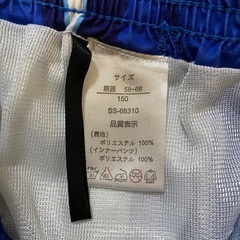 サイズ
胴囲 58-66
150
SS-66310
品質表示
(表地)
ポリエステル 100%
(インナーパンツ)
ポリエステル 100%